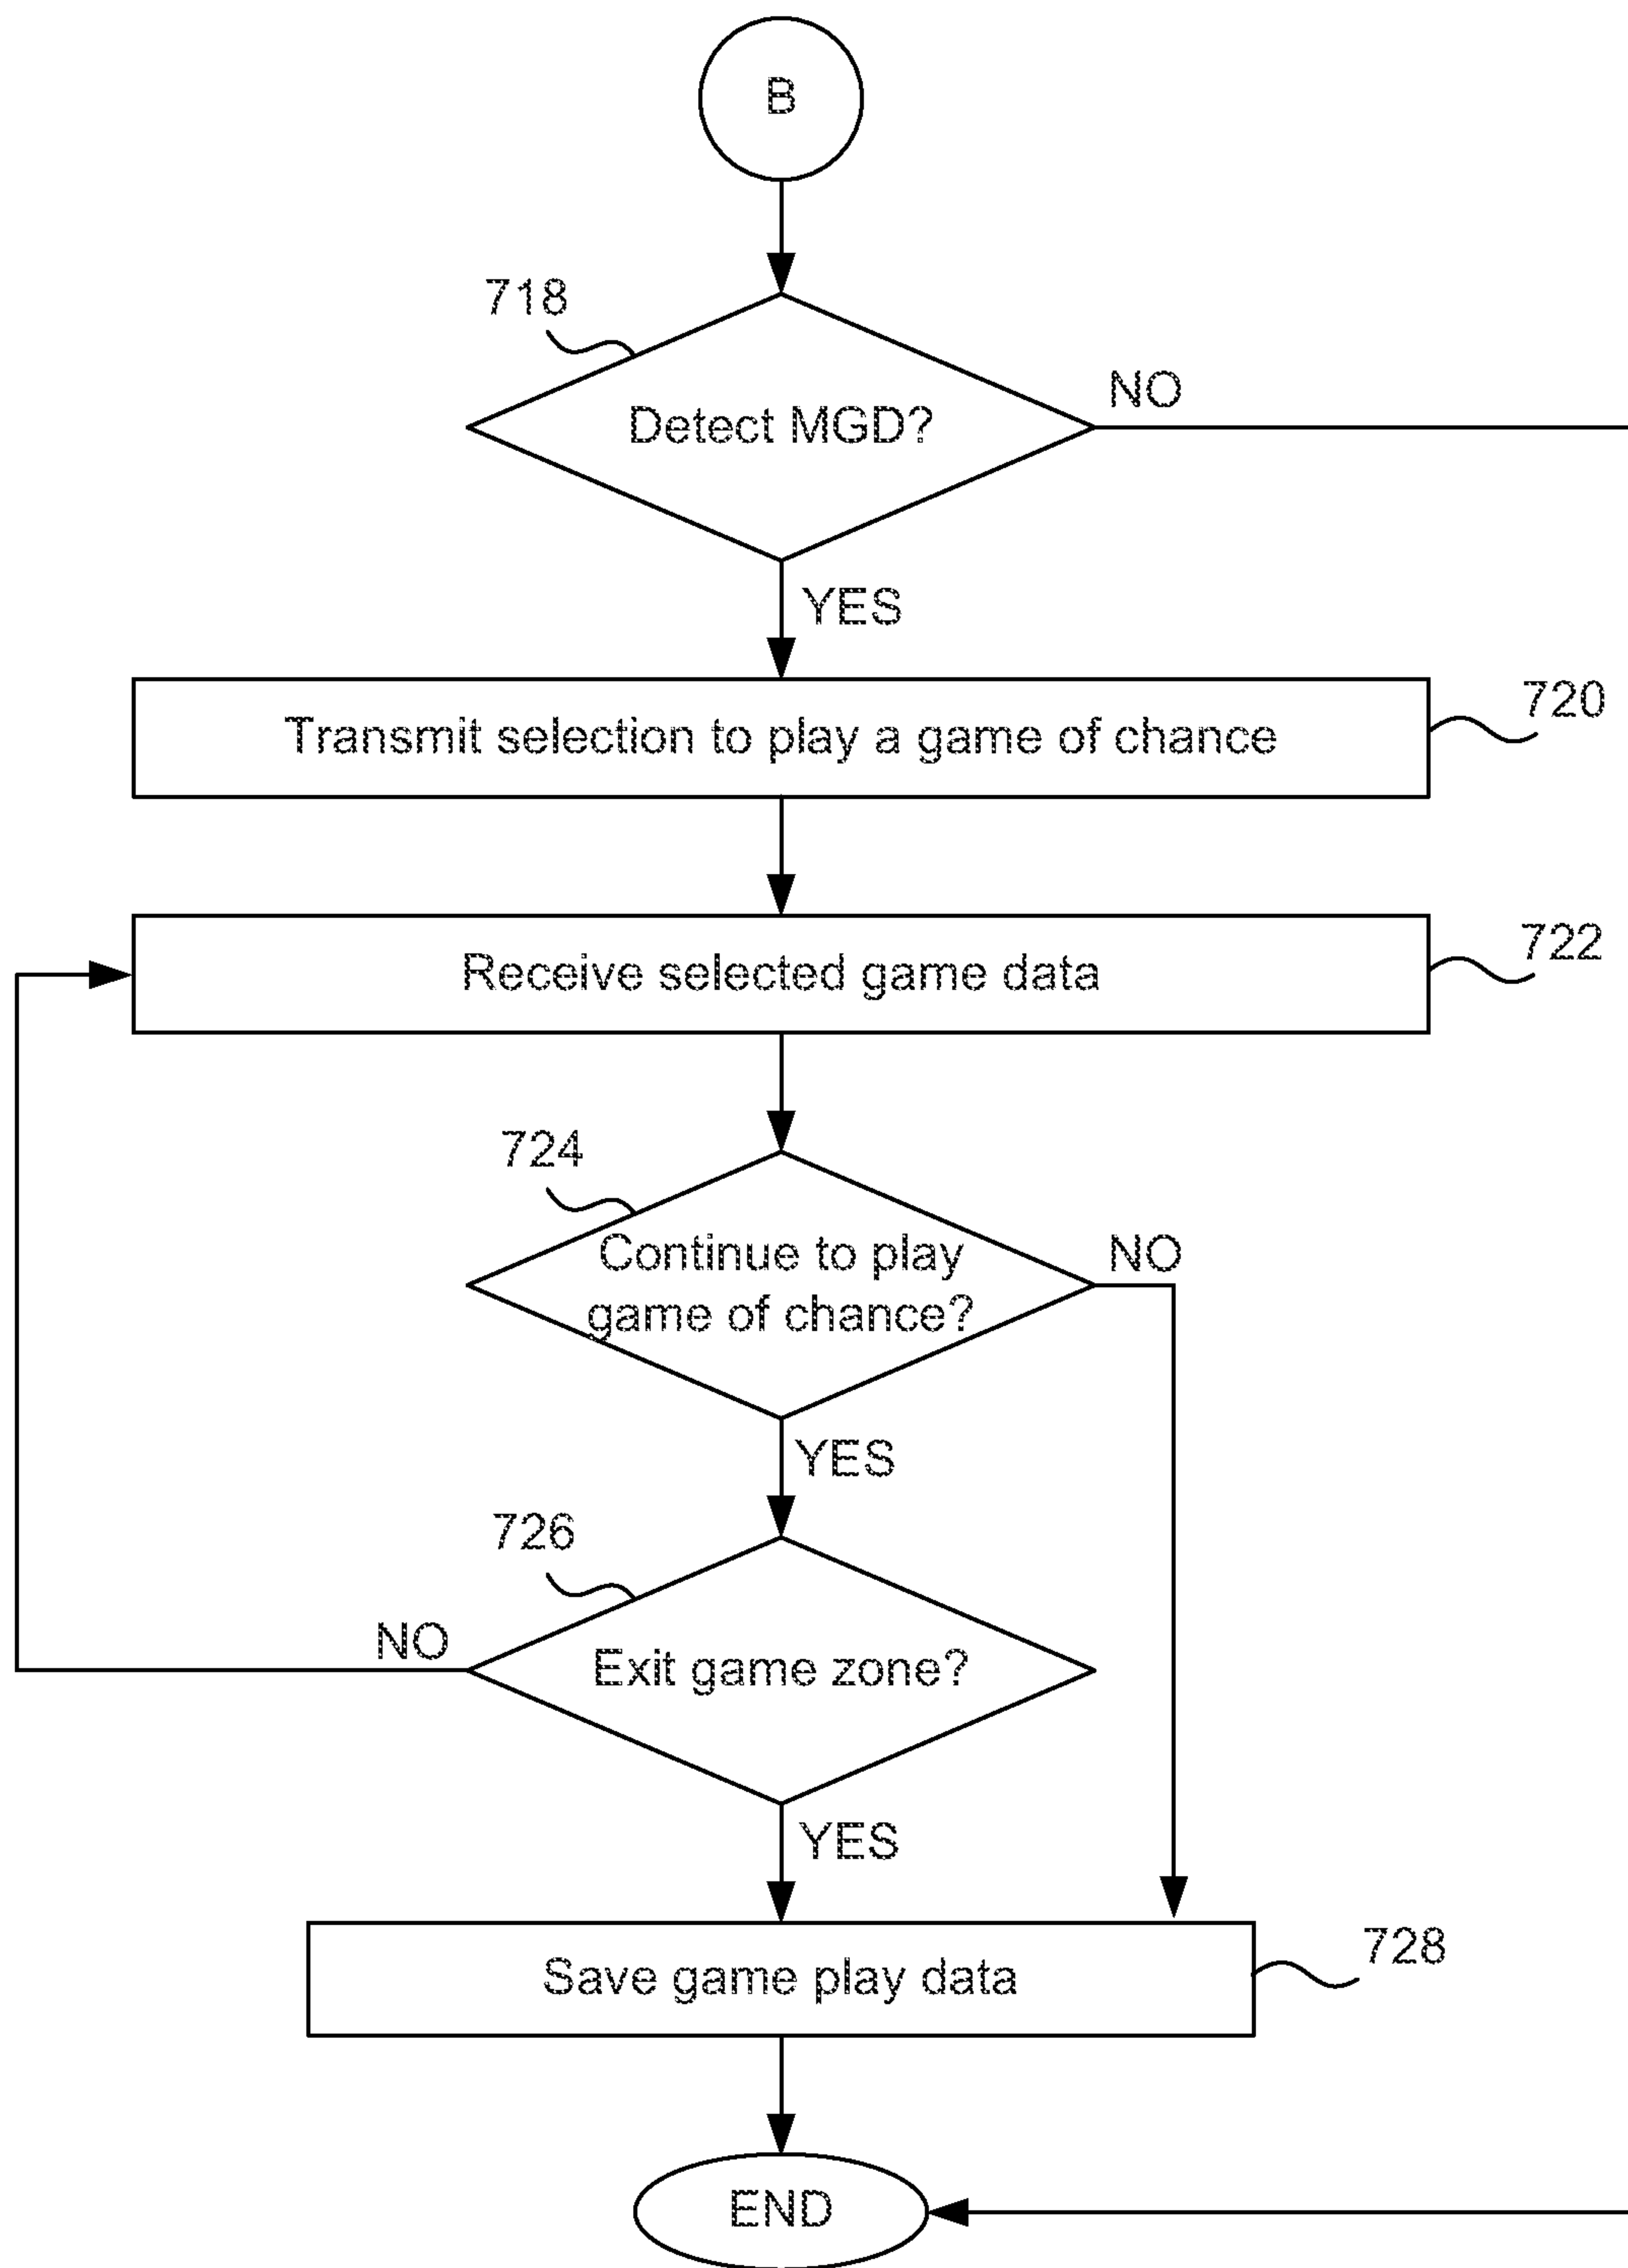 B
718
Detect MGD?
NO
YES
Transmit selection to play a game of chance
720
Receive selected game data
722
724
Continue to play
game of chance?
NO
YES
726
Exit game zone?
NO
YES
Save game play data
728
END